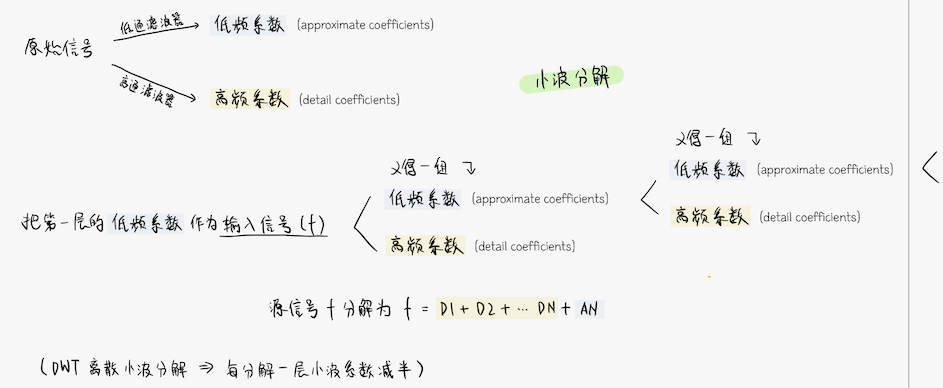 低通滤波器
低频系数 (approximate coefficients)
原始信号
高通滤波器
高频系数 (detail coefficients)
小波分解
又得一组
低频系数 (approximate coefficients)
高频系数 (detail coefficients)
又得一组
低频系数 (approximate coefficients)
高频系数 (detail coefficients)
把第一层的 低频系数 作为 输入信号(f)
源信号 f 分解为 f = D1 + D2 + ... DN + AN
(DWT 离散小波分解 ⇒ 每分解一层小波系数减半)